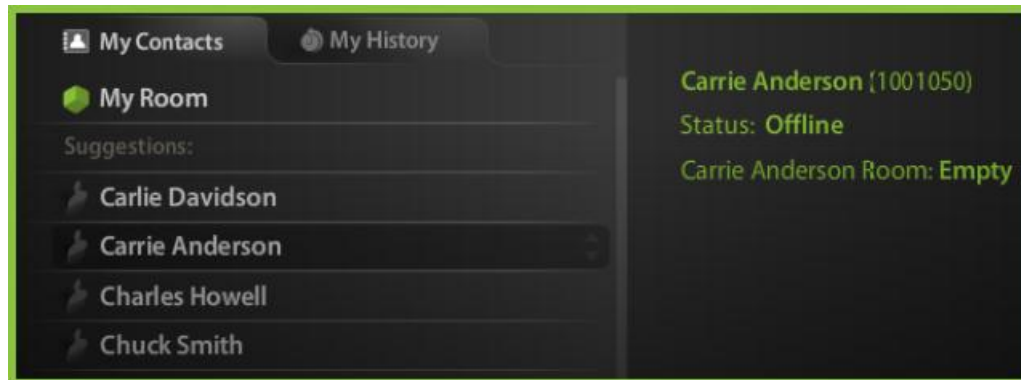 My Contacts
My History
My Room
Suggestions:
Carlie Davidson
Carrie Anderson
Charles Howell
Chuck Smith
Carrie Anderson (1001050)
Status: Offline
Carrie Anderson Room: Empty